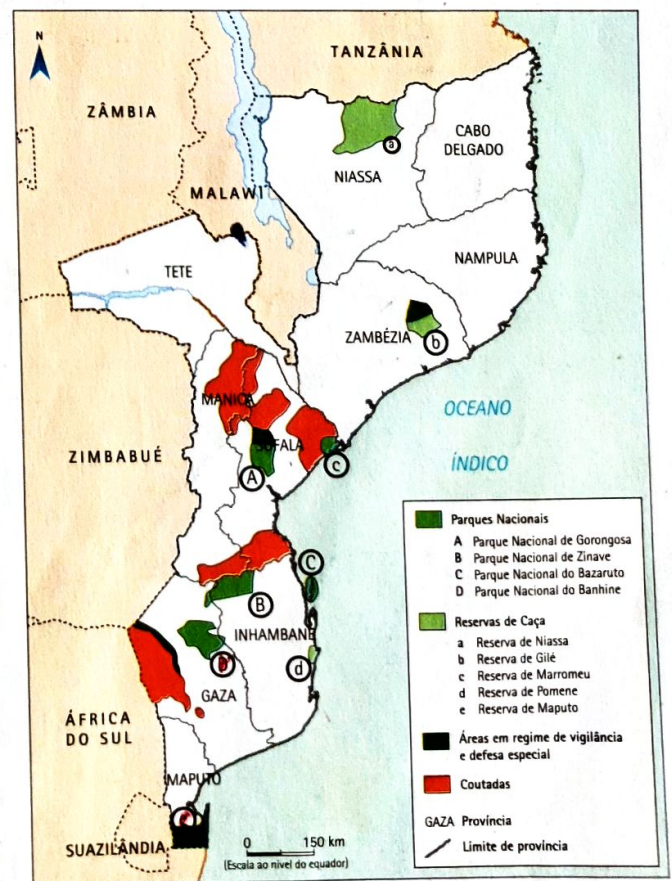 N
TANZÂNIA
ZÂMBIA
CABO
DELGADO
a
NIASSA
MALAWI
NAMPULA
TETE
ZAMBÉZIA
b
MANICA
OCEANO
ÍNDICO
SOFALA
ZIMBABUÉ
A
c
C
B
INHAMBANE
d
GAZA
ÁFRICA
DO SUL
MAPUTO
SUAZILÂNDIA
0 150 km
(Escala ao nível do equador)
Parques Nacionais
A Parque Nacional de Gorongosa
B Parque Nacional de Zinave
C Parque Nacional do Bazaruto
D Parque Nacional do Banhine
Reservas de Caça
a Reserva de Niassa
b Reserva de Gilé
c Reserva de Marromeu
d Reserva de Pomene
e Reserva de Maputo
Áreas em regime de vigilância
e defesa especial
Coutadas
GAZA Província
Limite de província